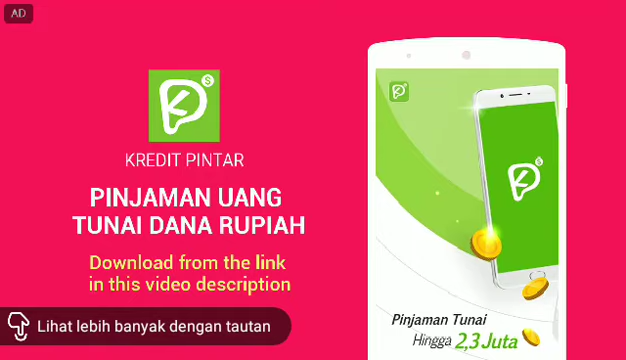 AD
KREDIT PINTAR
PINJAMAN UANG
TUNAI DANA RUPIAH
Download from the link
in this video description
Lihat lebih banyak dengan tautan
Pinjaman Tunai
Hingga 2,3 Juta